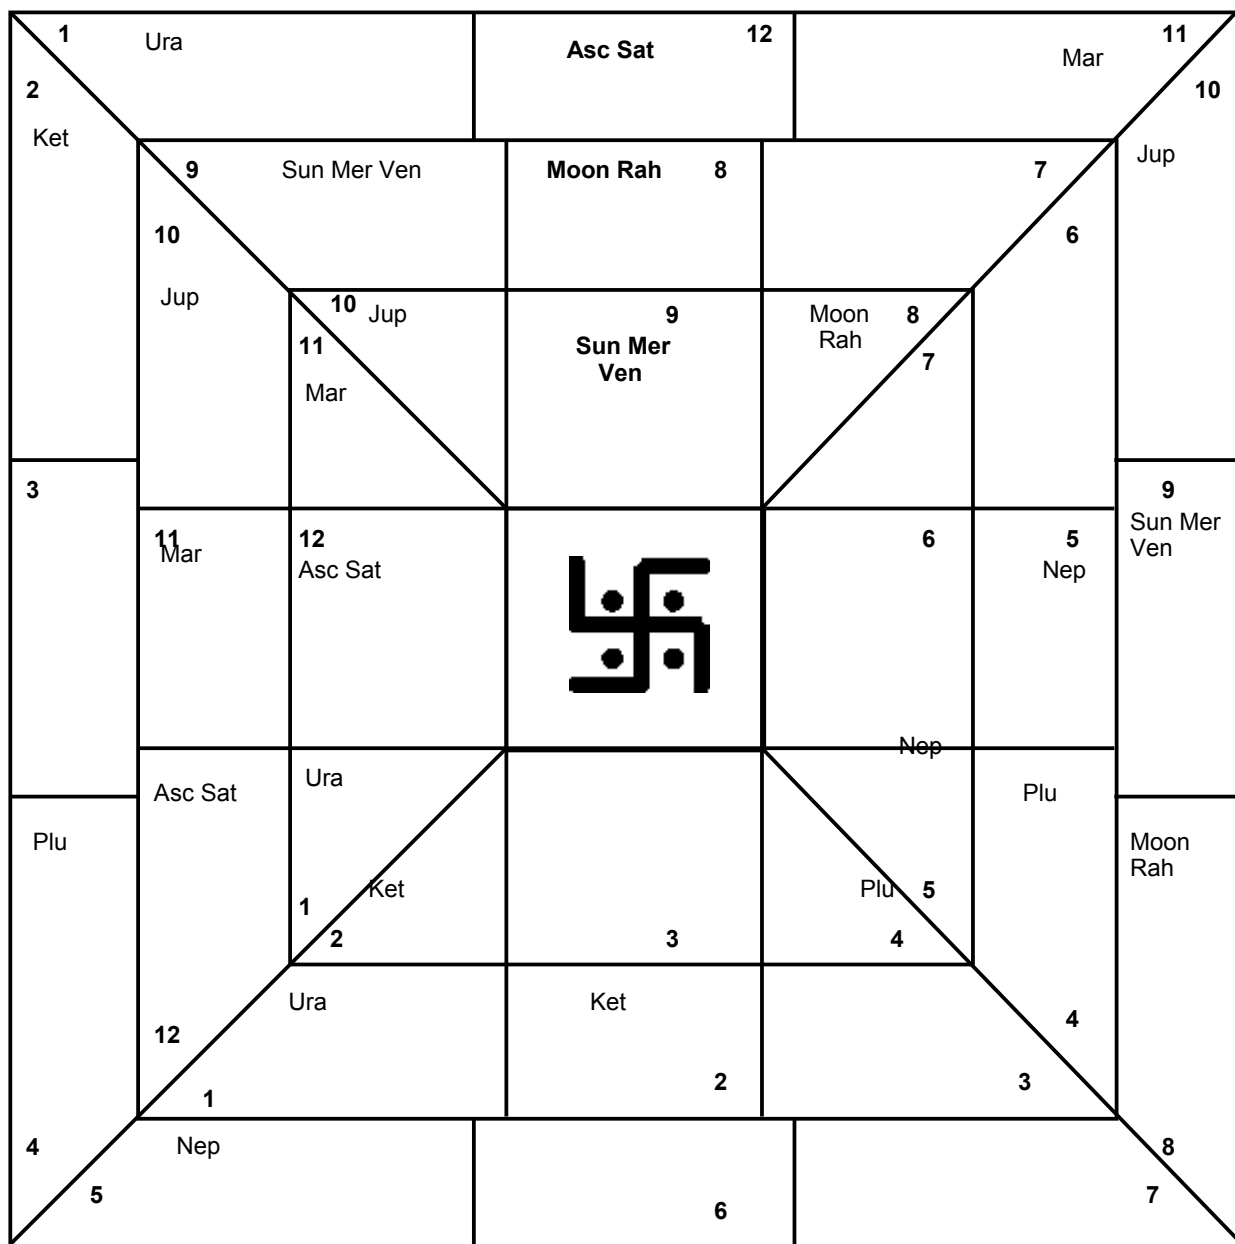 1 Ura Asc Sat 12 Mar 11
2 10
Ket Jup
9 Sun Mer Ven Moon Rah 8 7
10 6
Jup
10 Jup 9 Moon 8
Rah
11 Sun Mer 7
Ven
Mar
3 9
Sun Mer
Ven
11 12 6 5
Mar Asc Sat Nep
Nep
Asc Sat Ura Plu
Plu Moon
Rah
Ket Plu 5
1
2 3 4
Ura Ket
12 4
1 2 3
4 Nep 8
5 6 7